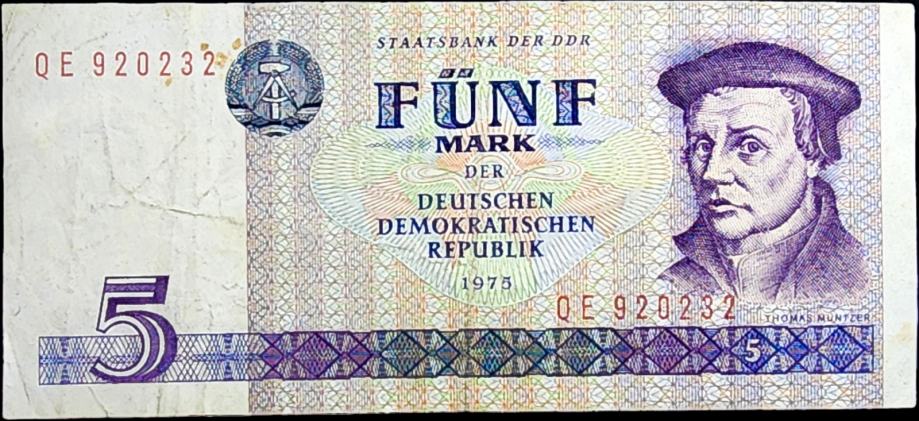 QE 920232
STAATSBANK DER DDR
FÜNF
MARK
DER
DEUTSCHEN
DEMOKRATISCHEN
REPUBLIK
1975
QE 920232
THOMAS MÜNTZER
5
5